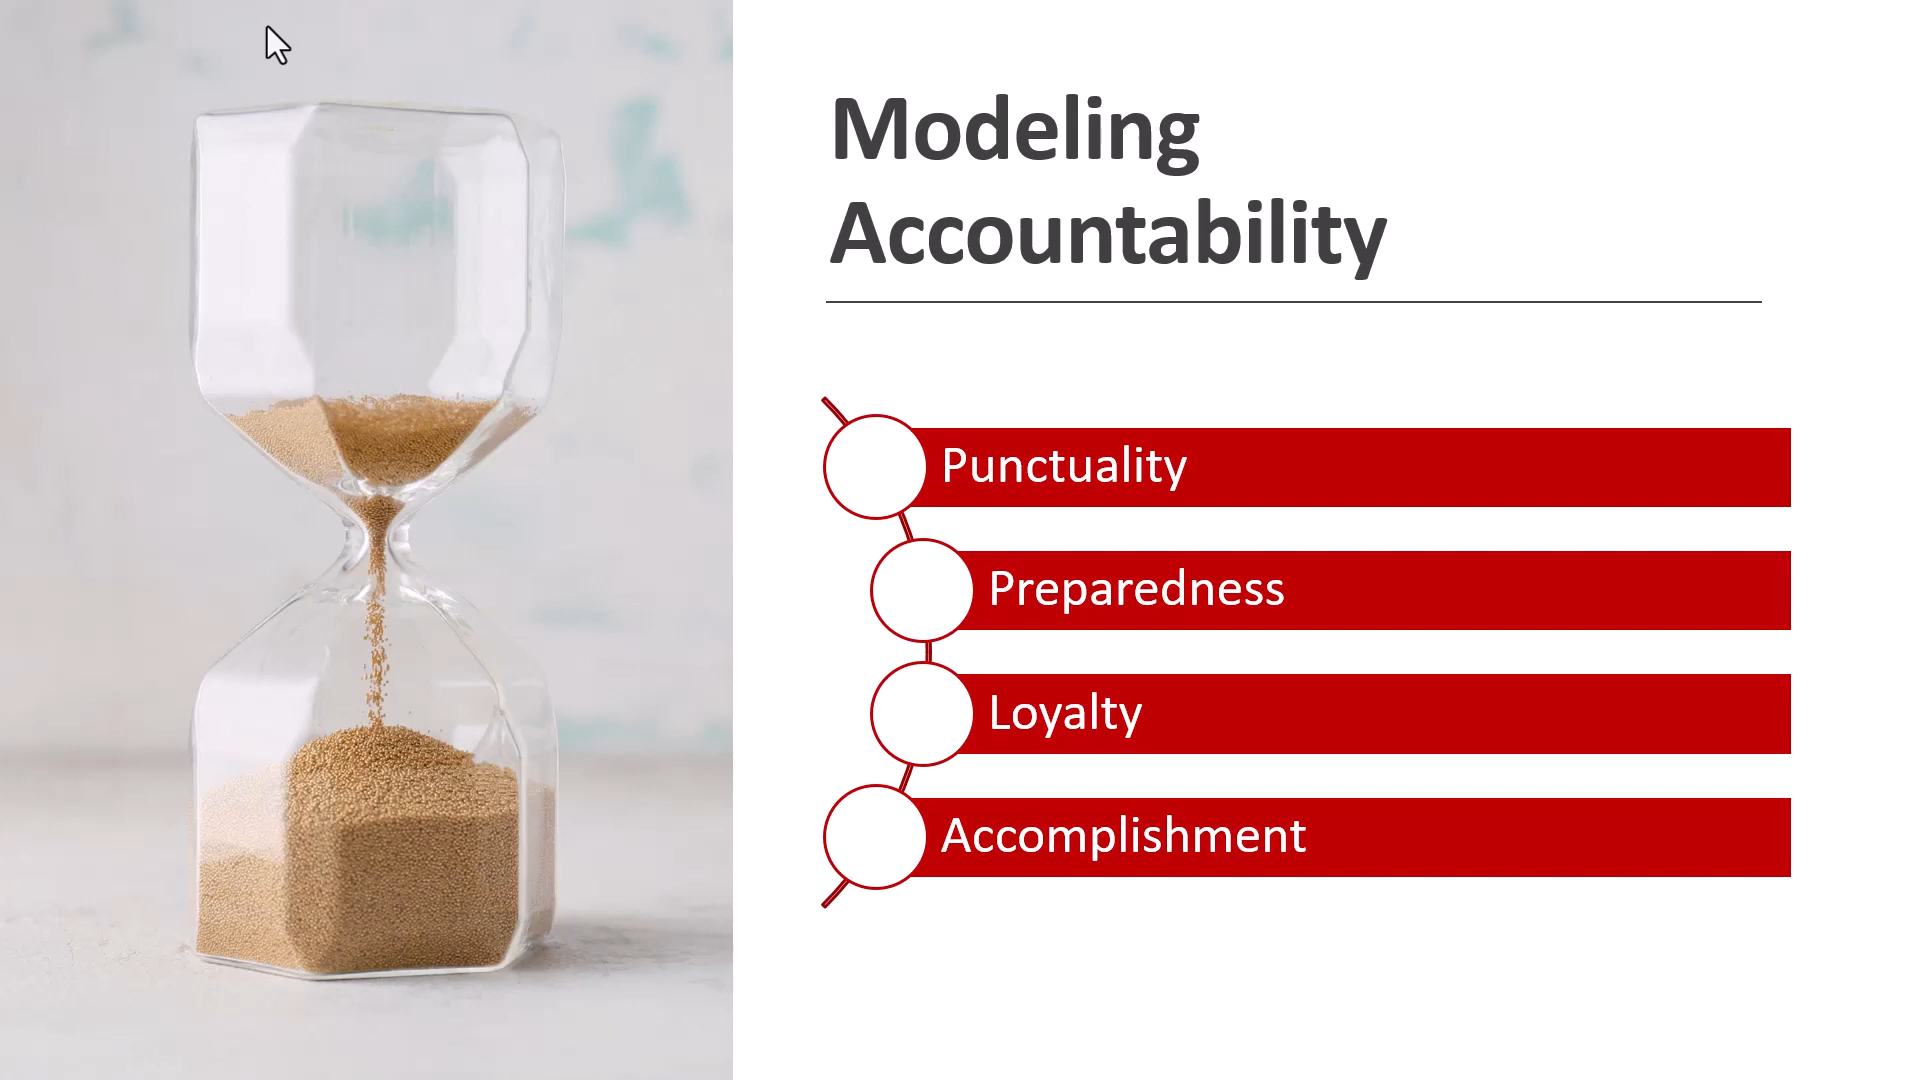 Modeling
Accountability
Punctuality
Preparedness
Loyalty
Accomplishment